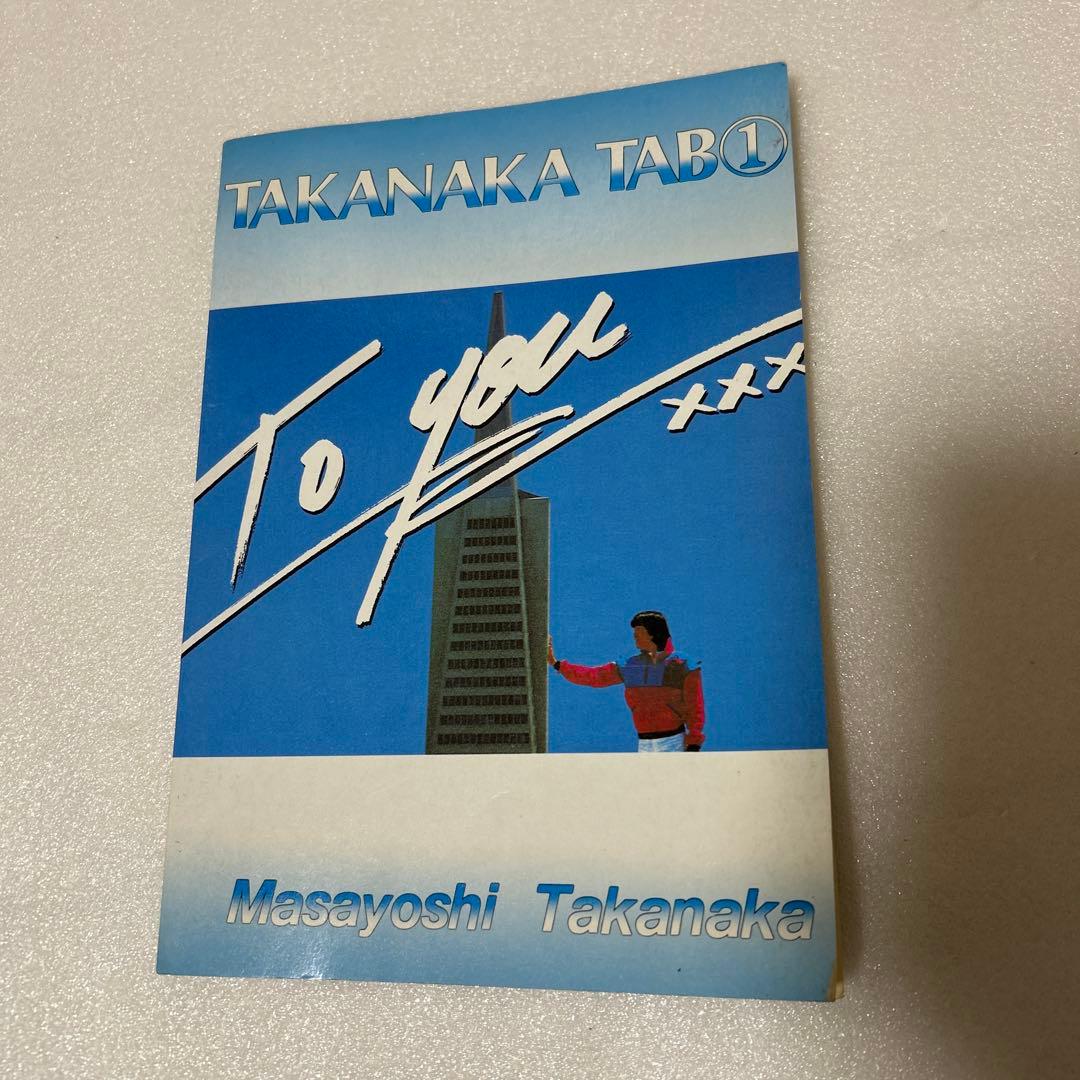 TAKANAKA TAB①
To you
xxx
Masayoshi Takanaka